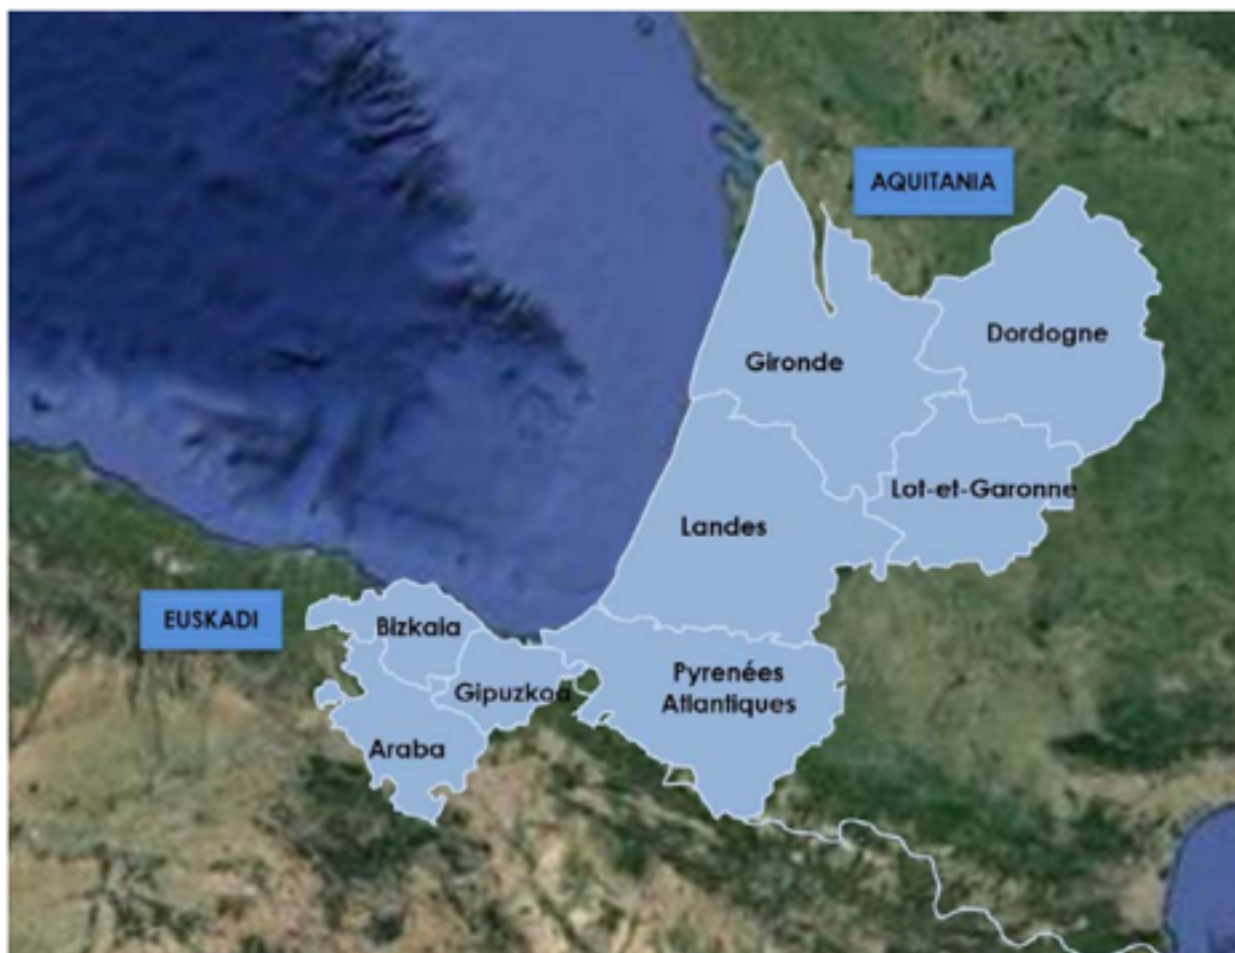 AQUITANIA
Dordogne
Gironde
Lot-et-Garonne
Landes
EUSKADI
Bizkaia
Pyrenées
Atlantiques
Gipuzkoa
Araba